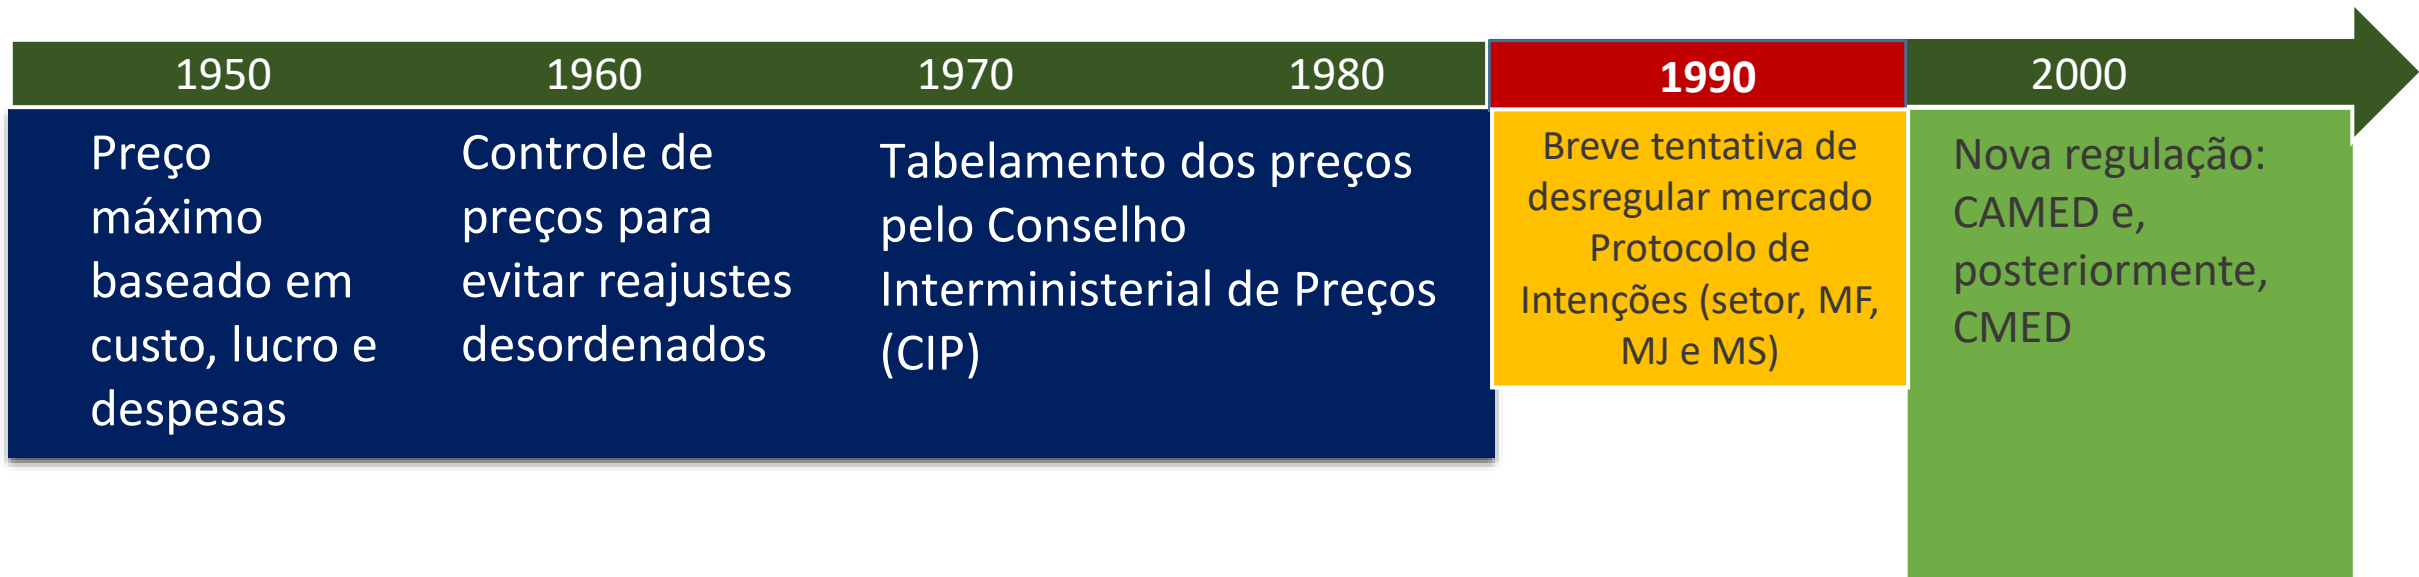 1950
1960
1970
1980
1990
2000
Preço
máximo
baseado em
custo, lucro e
despesas
Controle de
preços para
evitar reajustes
desordenados
Tabelamento dos preços
pelo Conselho
Interministerial de Preços
(CIP)
Breve tentativa de
desregular mercado
Protocolo de
Intenções (setor, MF,
MJ e MS)
Nova regulação:
CAMED e,
posteriormente,
CMED